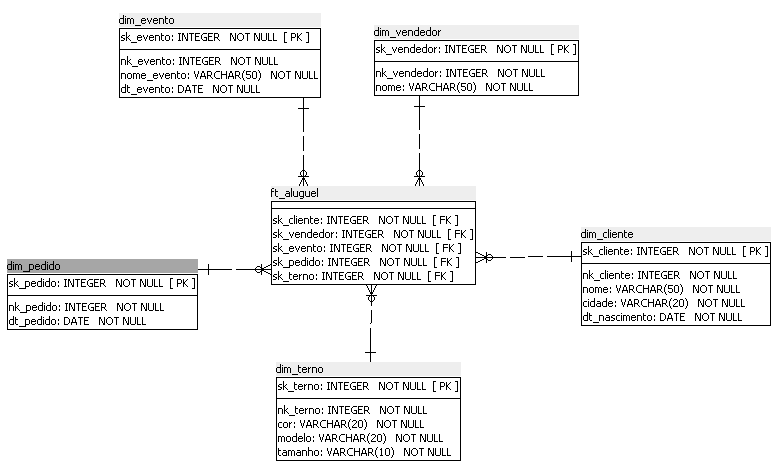 dim_evento
sk_evento: INTEGER NOT NULL [ PK ]
nk_evento: INTEGER NOT NULL
nome_evento: VARCHAR(50) NOT NULL
dt_evento: DATE NOT NULL
dim_vendedor
sk_vendedor: INTEGER NOT NULL [ PK ]
nk_vendedor: INTEGER NOT NULL
nome: VARCHAR(50) NOT NULL
ft_aluguel
sk_cliente: INTEGER NOT NULL [ FK ]
sk_vendedor: INTEGER NOT NULL [ FK ]
sk_evento: INTEGER NOT NULL [ FK ]
sk_pedido: INTEGER NOT NULL [ FK ]
sk_terno: INTEGER NOT NULL [ FK ]
dim_cliente
sk_cliente: INTEGER NOT NULL [ PK ]
nk_cliente: INTEGER NOT NULL
nome: VARCHAR(50) NOT NULL
cidade: VARCHAR(20) NOT NULL
dt_nascimento: DATE NOT NULL
dim_pedido
sk_pedido: INTEGER NOT NULL [ PK ]
nk_pedido: INTEGER NOT NULL
dt_pedido: DATE NOT NULL
dim_terno
sk_terno: INTEGER NOT NULL [ PK ]
nk_terno: INTEGER NOT NULL
cor: VARCHAR(20) NOT NULL
modelo: VARCHAR(20) NOT NULL
tamanho: VARCHAR(10) NOT NULL